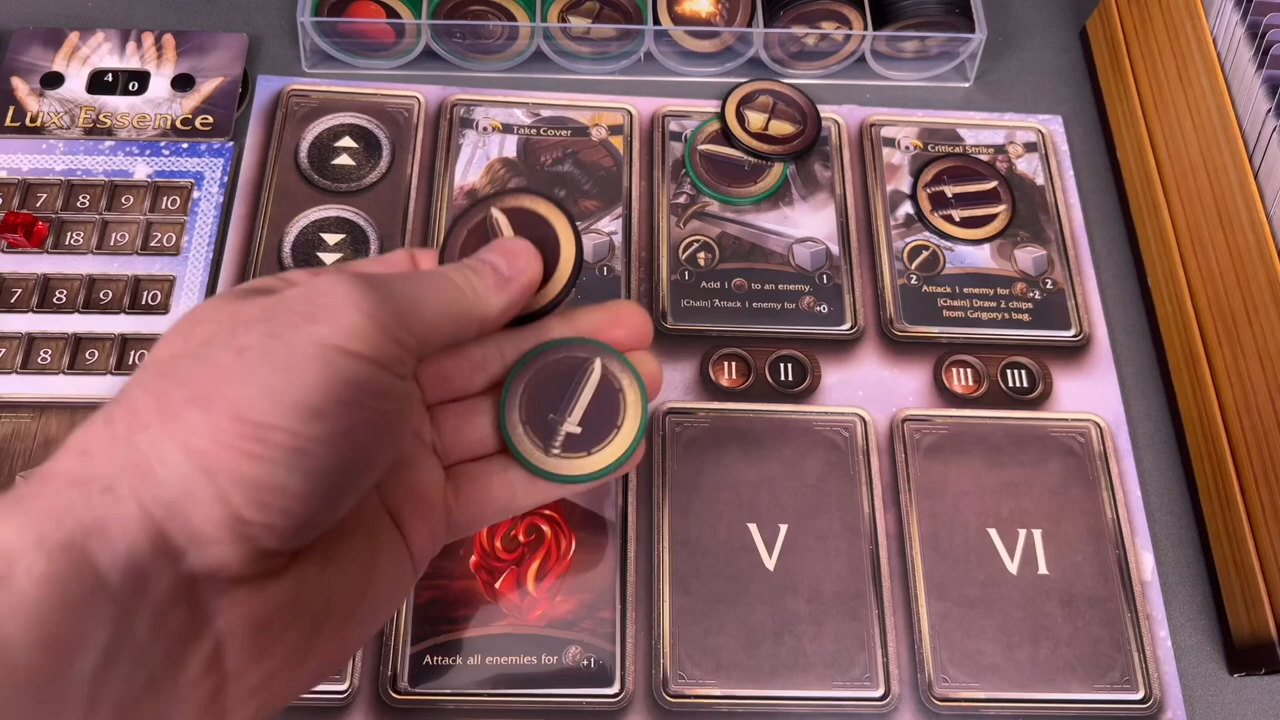 4 0
Lux Essence
7 8 9 10
18 19 20
7 8 9 10
7 8 9 10
Take Cover
1
1 1
Add 1 to an enemy.
[Chain] Attack 1 enemy for +0
Critical Strike
2 2
Attack 1 enemy for +2
[Chain] Draw 2 chips
from Grigory's bag.
II II
III III
V
VI
Attack all enemies for +1